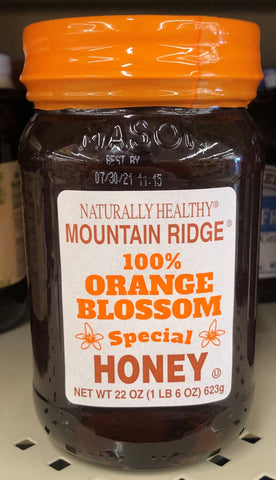 MASON
BEST BY
07/30/21 11:15
NATURALLY HEALTHY®
MOUNTAIN RIDGE®
100%
ORANGE
BLOSSOM
Special
HONEY U
NET WT 22 OZ (1 LB 6 OZ) 623g